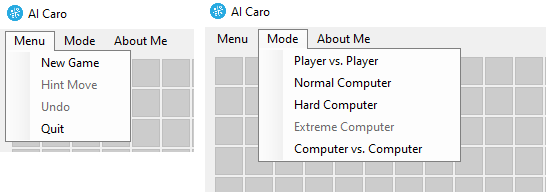 AI Caro
Menu Mode About Me
New Game
Hint Move
Undo
Quit
AI Caro
Menu Mode About Me
Player vs. Player
Normal Computer
Hard Computer
Extreme Computer
Computer vs. Computer